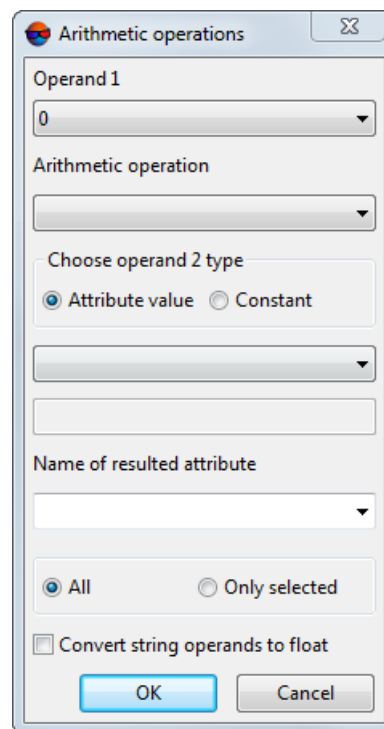 Arithmetic operations
Operand 1
0
Arithmetic operation
Choose operand 2 type
Attribute value Constant
Name of resulted attribute
All Only selected
Convert string operands to float
OK Cancel